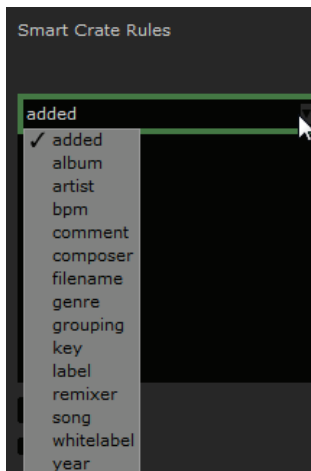 Smart Crate Rules
added
✓ added
album
artist
bpm
comment
composer
filename
genre
grouping
key
label
remixer
song
whitelabel
year